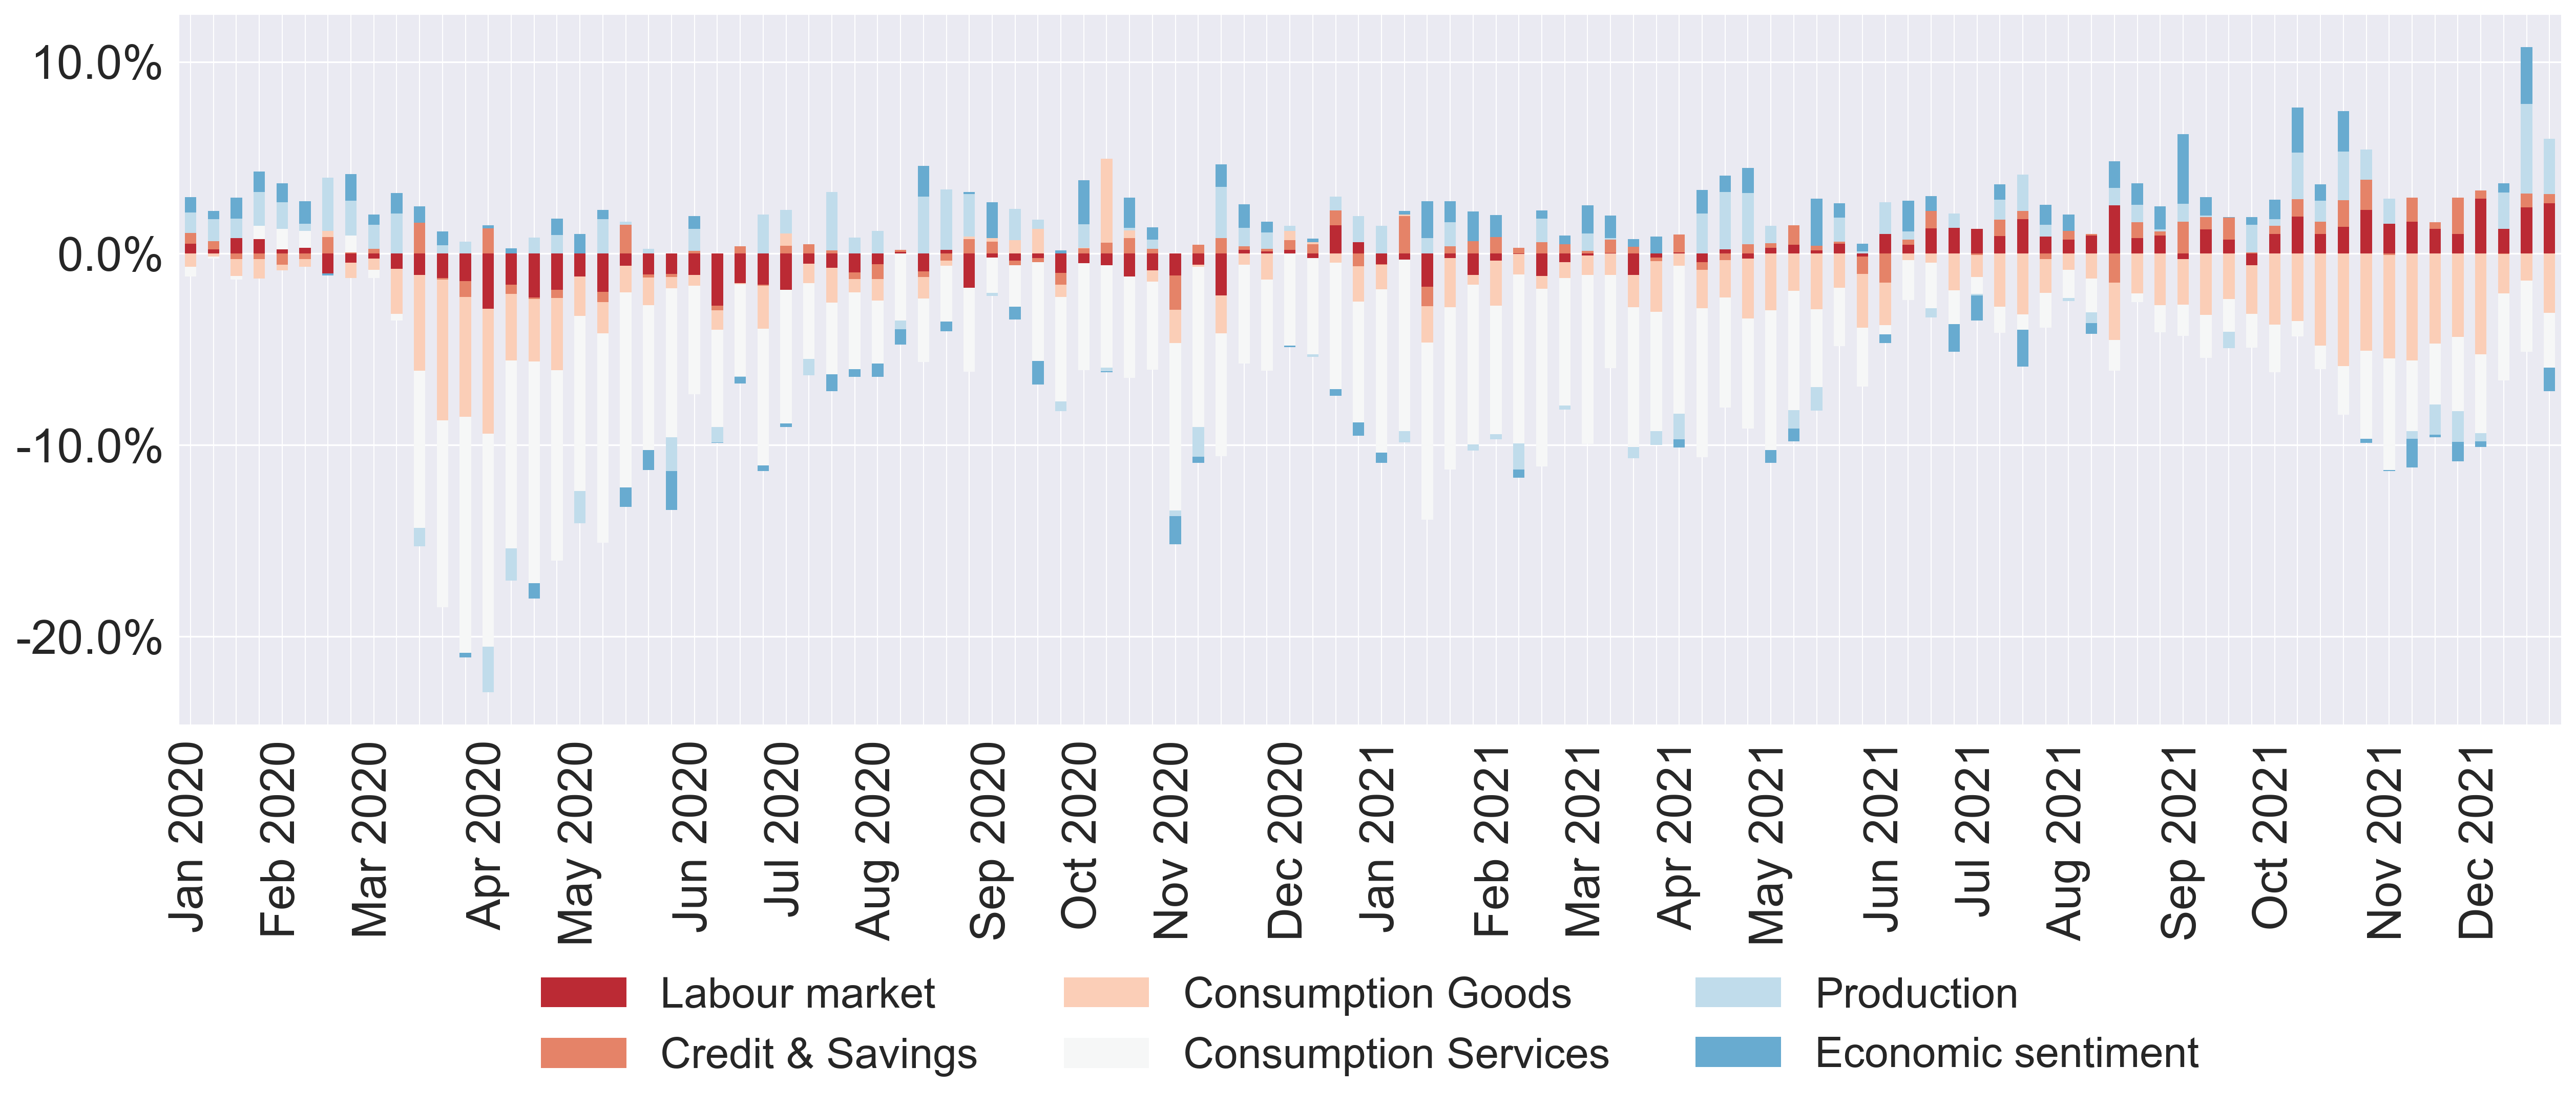 10.0%
0.0%
-10.0%
-20.0%
Jan 2020
Feb 2020
Mar 2020
Apr 2020
May 2020
Jun 2020
Jul 2020
Aug 2020
Sep 2020
Oct 2020
Nov 2020
Dec 2020
Jan 2021
Feb 2021
Mar 2021
Apr 2021
May 2021
Jun 2021
Jul 2021
Aug 2021
Sep 2021
Oct 2021
Nov 2021
Dec 2021
Labour market
Consumption Goods
Production
Credit & Savings
Consumption Services
Economic sentiment